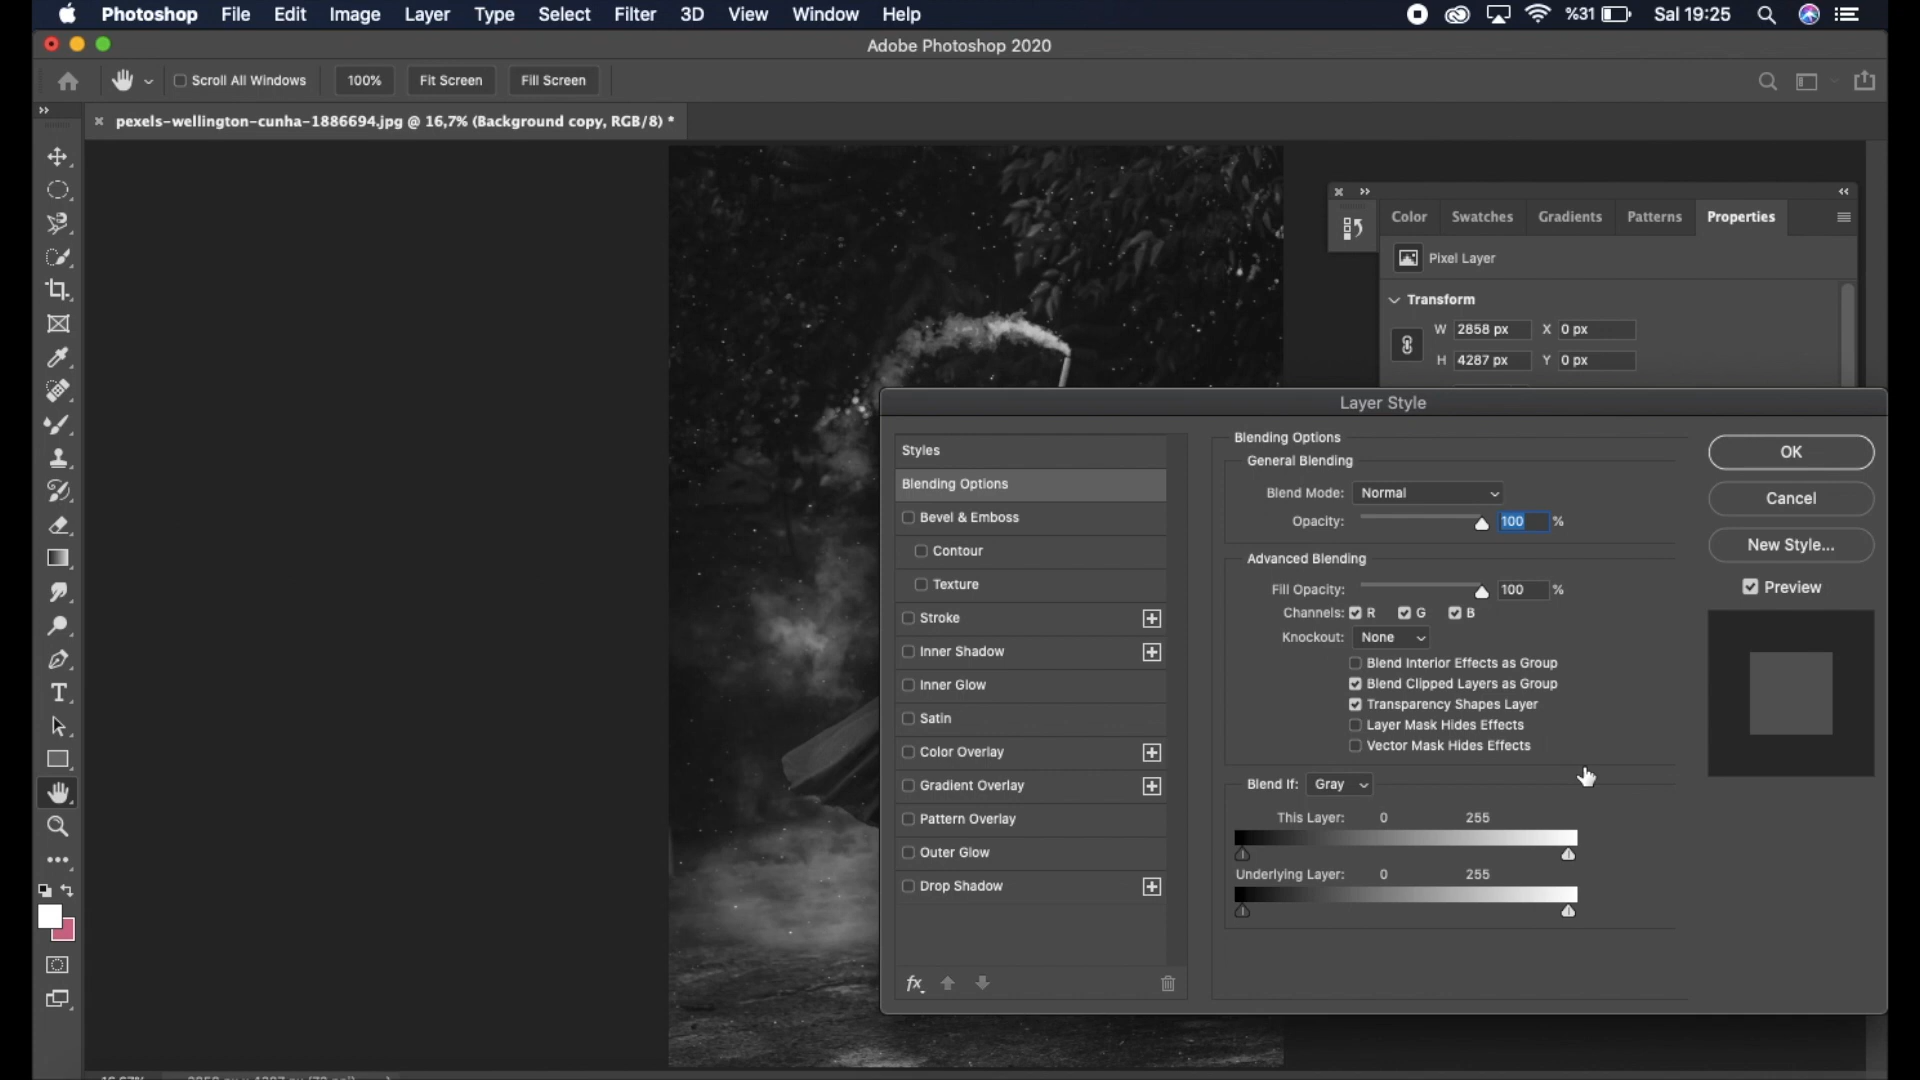 Photoshop File Edit Image Layer Type Select Filter 3D View Window Help %31 Sal 19:25
Adobe Photoshop 2020
Scroll All Windows 100% Fit Screen Fill Screen
pexels-wellington-cunha-1886694.jpg @ 16,7% (Background copy, RGB/8) *
Color Swatches Gradients Patterns Properties
Pixel Layer
Transform
W 2858 px X 0 px
H 4287 px Y 0 px
Layer Style
Styles
Blending Options
Bevel & Emboss
Contour
Texture
Stroke
Inner Shadow
Inner Glow
Satin
Color Overlay
Gradient Overlay
Pattern Overlay
Outer Glow
Drop Shadow
fx
Blending Options
General Blending
Blend Mode: Normal
Opacity: 100 %
Advanced Blending
Fill Opacity: 100 %
Channels: R G B
Knockout: None
Blend Interior Effects as Group
Blend Clipped Layers as Group
Transparency Shapes Layer
Layer Mask Hides Effects
Vector Mask Hides Effects
Blend If: Gray
This Layer: 0 255
Underlying Layer: 0 255
OK
Cancel
New Style...
Preview